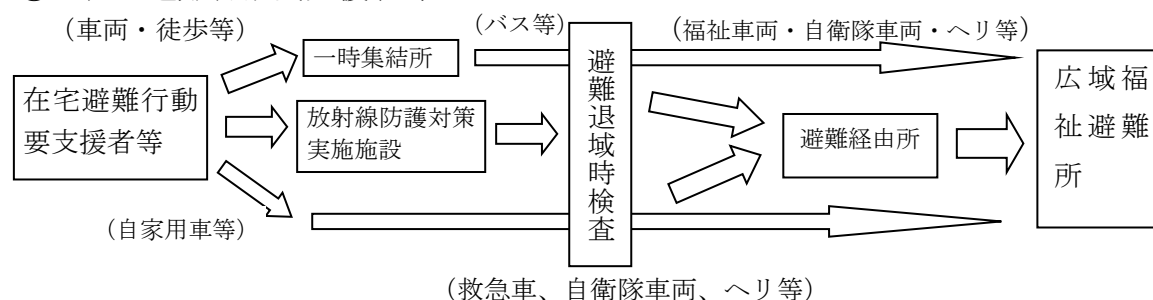 （車両・徒歩等）
（バス等）
（福祉車両・自衛隊車両・ヘリ等）
一時集結所
在宅避難行動
要支援者等
放射線防護対策
実施施設
避難退域時検査
避難経由所
広域福
祉避難
所
（自家用車等）
（救急車、自衛隊車両、ヘリ等）